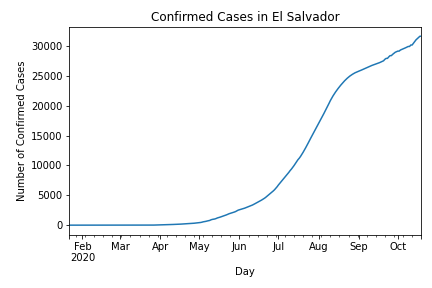 Confirmed Cases in El Salvador
Number of Confirmed Cases
30000
25000
20000
15000
10000
5000
0
Feb Mar Apr May Jun Jul Aug Sep Oct
2020
Day